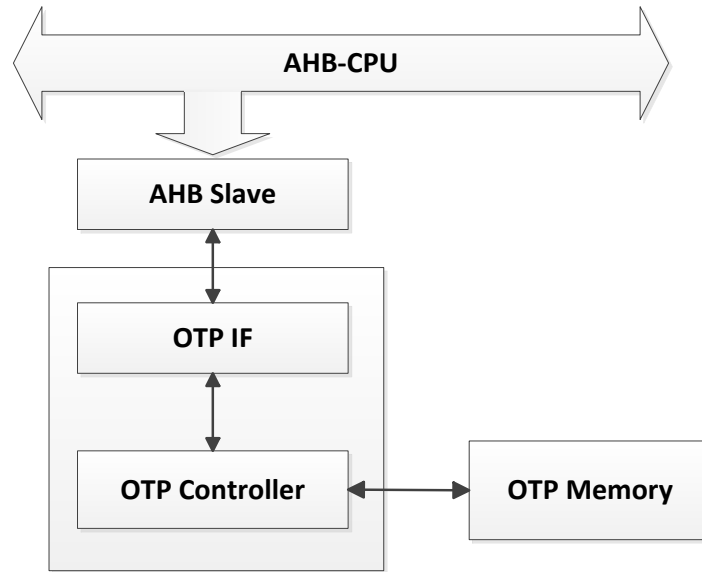 AHB-CPU
AHB Slave
OTP IF
OTP Controller
OTP Memory